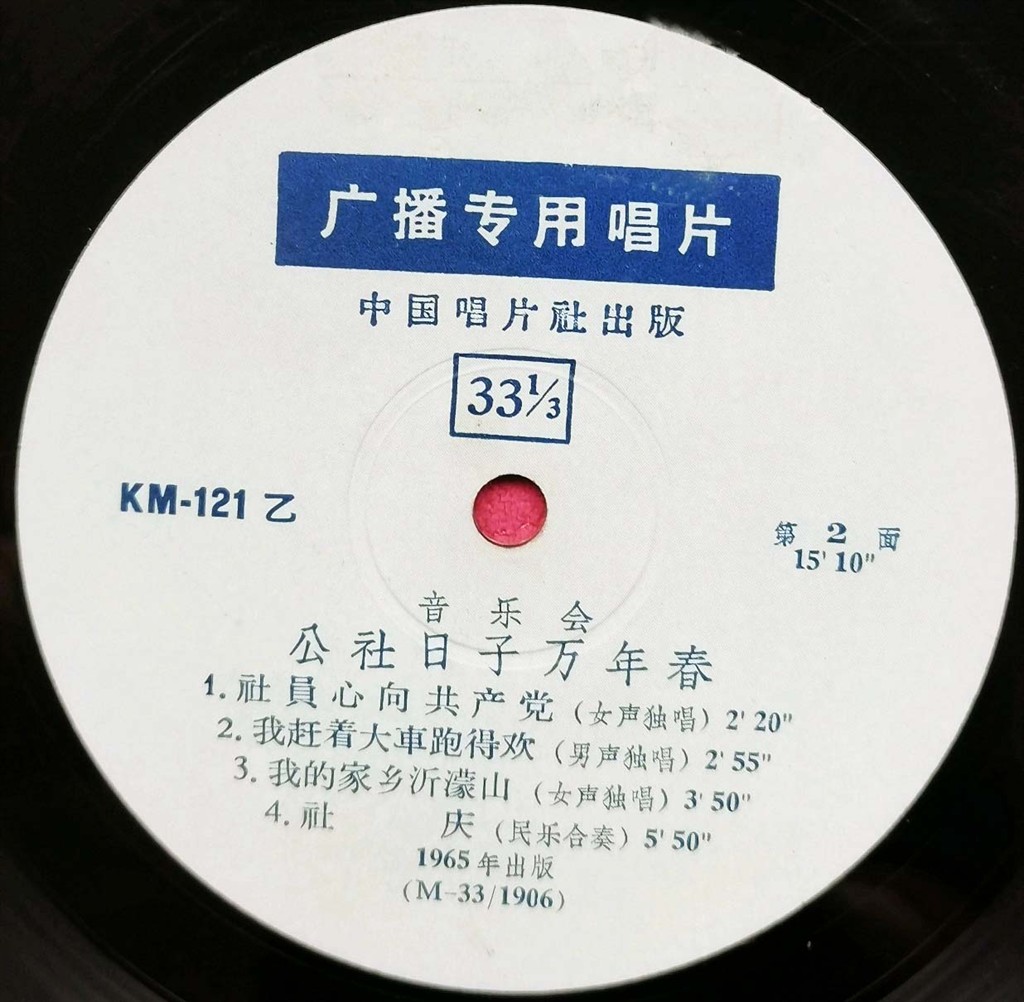 广播专用唱片
中国唱片社出版
33⅓
KM-121 乙
第 2 面
15' 10"
音 乐 会
公社日子万年春
1. 社員心向共产党 (女声独唱) 2' 20"
2. 我赶着大車跑得欢 (男声独唱) 2' 55"
3. 我的家乡沂濛山 (女声独唱) 3' 50"
4. 社 庆 (民乐合奏) 5' 50"
1965 年出版
(M-33/1906)